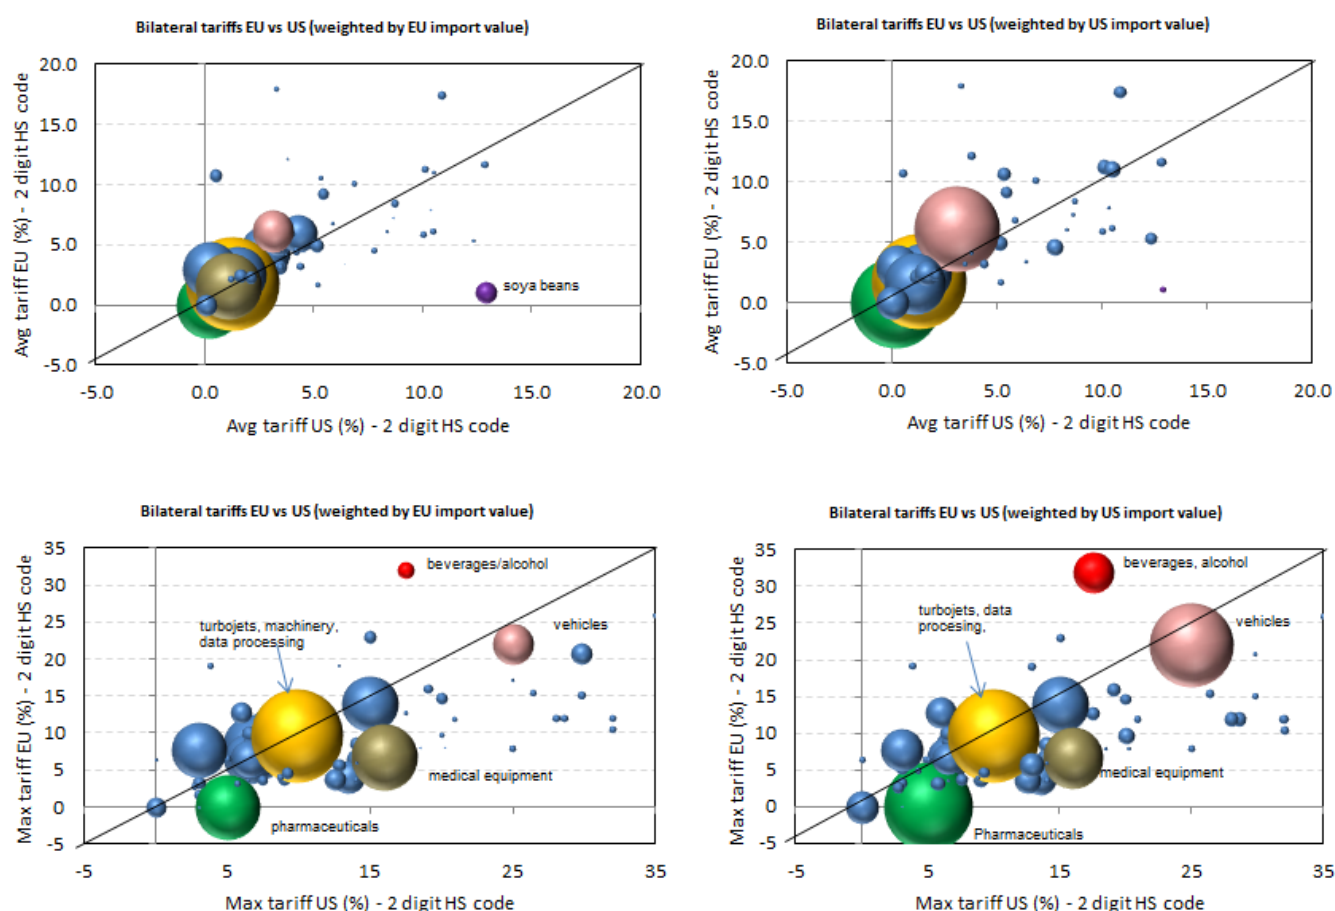 Bilateral tariffs EU vs US (weighted by EU import value)
Avg tariff EU (%) - 2 digit HS code
20.0
15.0
10.0
5.0
0.0
-5.0
soya beans
-5.0 0.0 5.0 10.0 15.0 20.0
Avg tariff US (%) - 2 digit HS code
Bilateral tariffs EU vs US (weighted by US import value)
Avg tariff EU (%) - 2 digit HS code
20.0
15.0
10.0
5.0
0.0
-5.0
-5.0 0.0 5.0 10.0 15.0 20.0
Avg tariff US (%) - 2 digit HS code
Bilateral tariffs EU vs US (weighted by EU import value)
Max tariff EU (%) - 2 digit HS code
35
30
25
20
15
10
5
0
-5
beverages/alcohol
turbojets, machinery,
data processing
vehicles
medical equipment
pharmaceuticals
-5 5 15 25 35
Max tariff US (%) - 2 digit HS code
Bilateral tariffs EU vs US (weighted by US import value)
Max tariff EU (%) - 2 digit HS code
35
30
25
20
15
10
5
0
-5
beverages, alcohol
turbojets, data
procesing,
vehicles
medical equipment
Pharmaceuticals
-5 5 15 25 35
Max tariff US (%) - 2 digit HS code